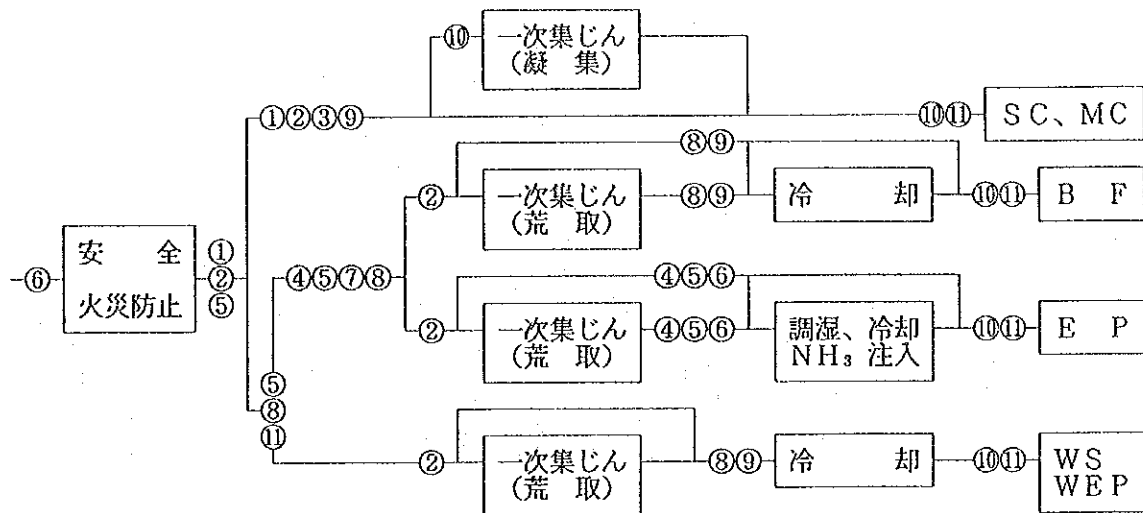 ⑩ 一次集じん
(凝 集)
①②③⑨ ⑩⑪ SC、MC
⑧⑨
② 一次集じん ⑧⑨ 冷 却 ⑩⑪ B F
(荒 取)
⑥ 安 全 ① ② ⑤
火災防止
④⑤⑦⑧
④⑤⑥
② 一次集じん ④⑤⑥ 調湿、冷却 ⑩⑪ E P
(荒 取) NH₃ 注入
⑤
⑧
⑪
② 一次集じん ⑧⑨ 冷 却 ⑩⑪ WS
(荒 取) WEP